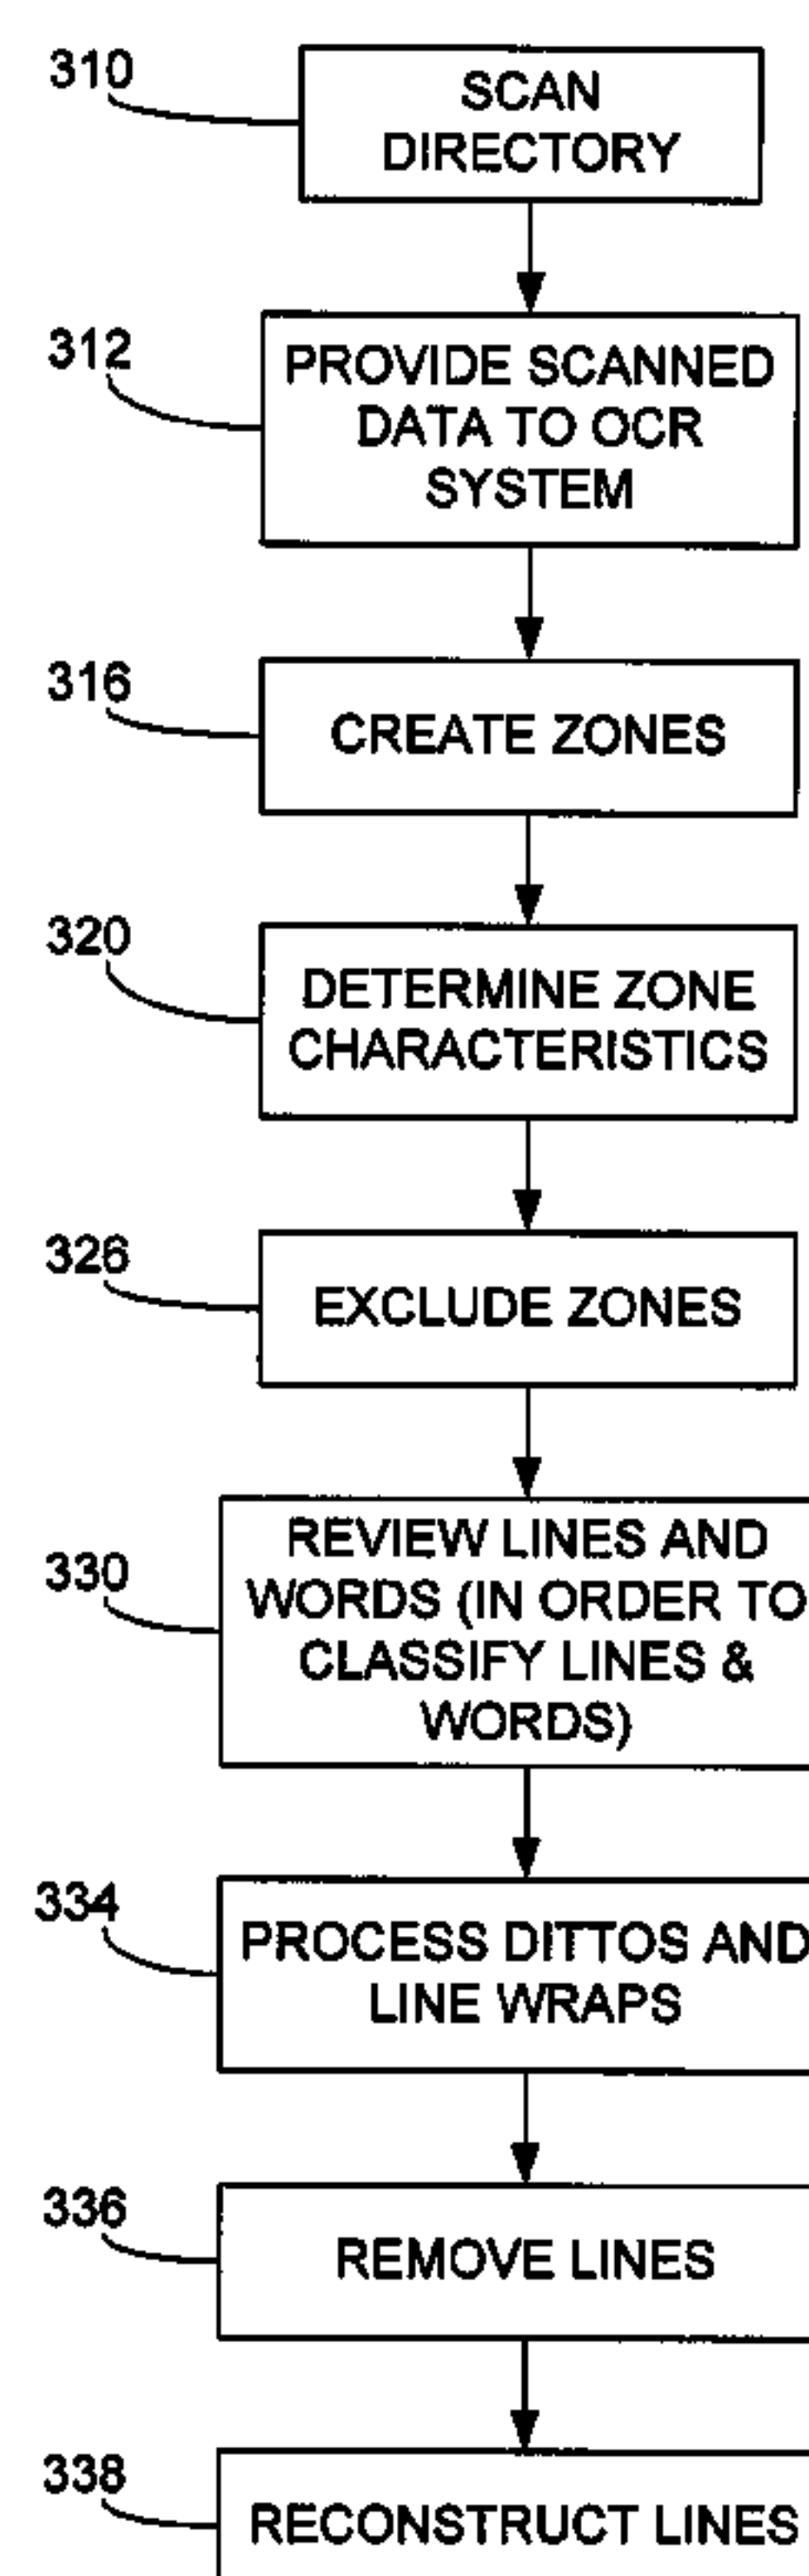 310
SCAN
DIRECTORY
312
PROVIDE SCANNED
DATA TO OCR
SYSTEM
316
CREATE ZONES
320
DETERMINE ZONE
CHARACTERISTICS
326
EXCLUDE ZONES
330
REVIEW LINES AND
WORDS (IN ORDER TO
CLASSIFY LINES &
WORDS)
334
PROCESS DITTOS AND
LINE WRAPS
336
REMOVE LINES
338
RECONSTRUCT LINES